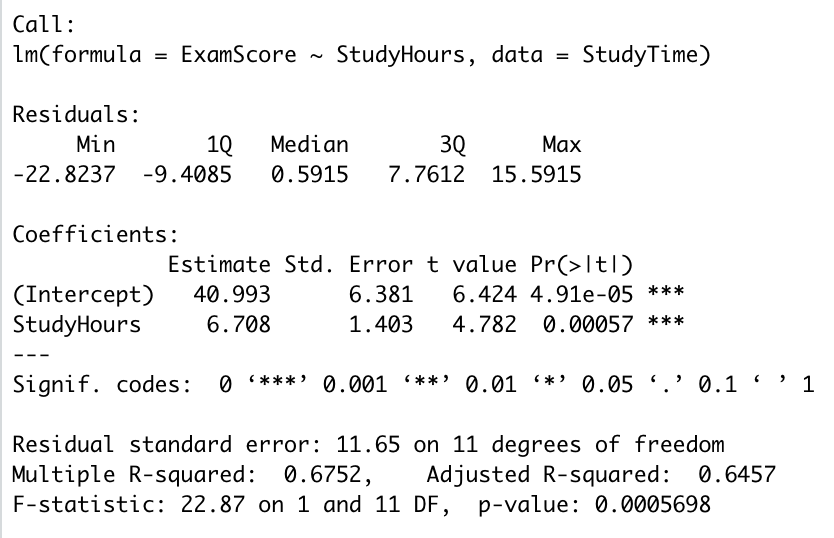 Call:
lm(formula = ExamScore ~ StudyHours, data = StudyTime)
Residuals:
Min 1Q Median 3Q Max
-22.8237 -9.4085 0.5915 7.7612 15.5915
Coefficients:
Estimate Std. Error t value Pr(>|t|)
(Intercept) 40.993 6.381 6.424 4.91e-05 ***
StudyHours 6.708 1.403 4.782 0.00057 ***
---
Signif. codes: 0 ‘***’ 0.001 ‘**’ 0.01 ‘*’ 0.05 ‘.’ 0.1 ‘ ’ 1
Residual standard error: 11.65 on 11 degrees of freedom
Multiple R-squared: 0.6752, Adjusted R-squared: 0.6457
F-statistic: 22.87 on 1 and 11 DF, p-value: 0.0005698